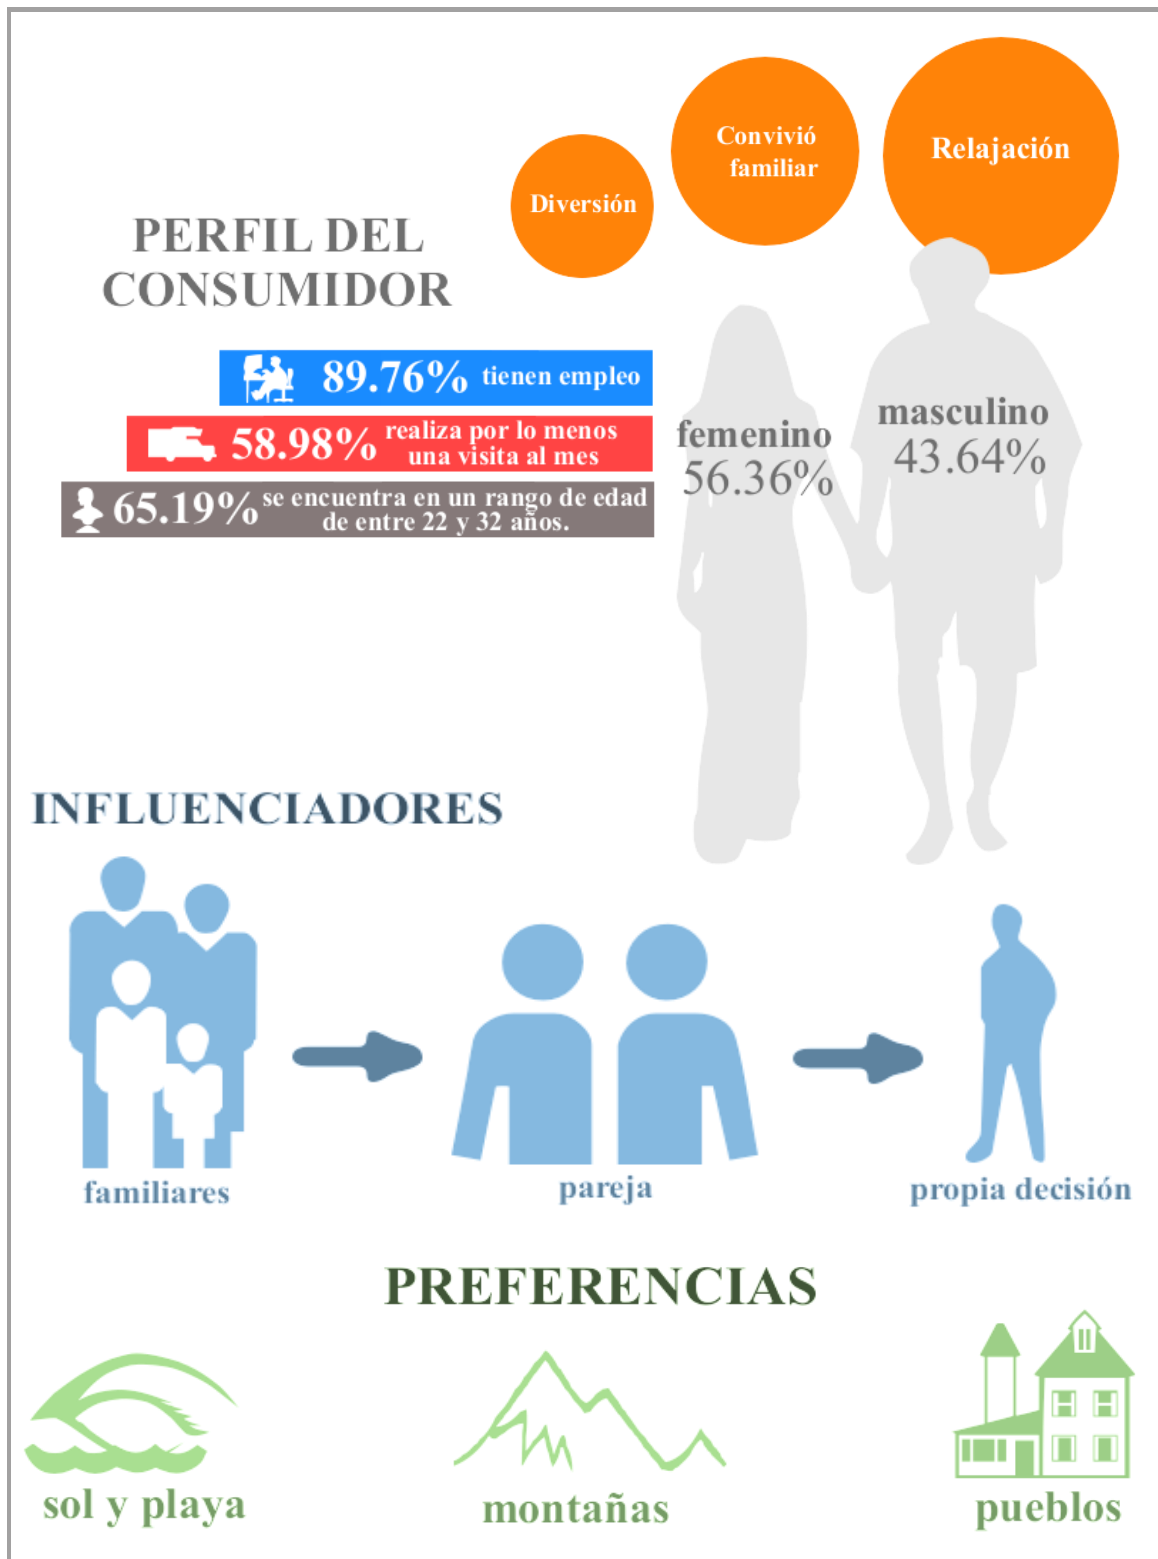 Diversión
Convivió
familiar
Relajación
PERFIL DEL
CONSUMIDOR
89.76% tienen empleo
58.98% realiza por lo menos
una visita al mes
65.19% se encuentra en un rango de edad
de entre 22 y 32 años.
femenino
56.36%
masculino
43.64%
INFLUENCIADORES
familiares
pareja
propia decisión
PREFERENCIAS
sol y playa
montañas
pueblos